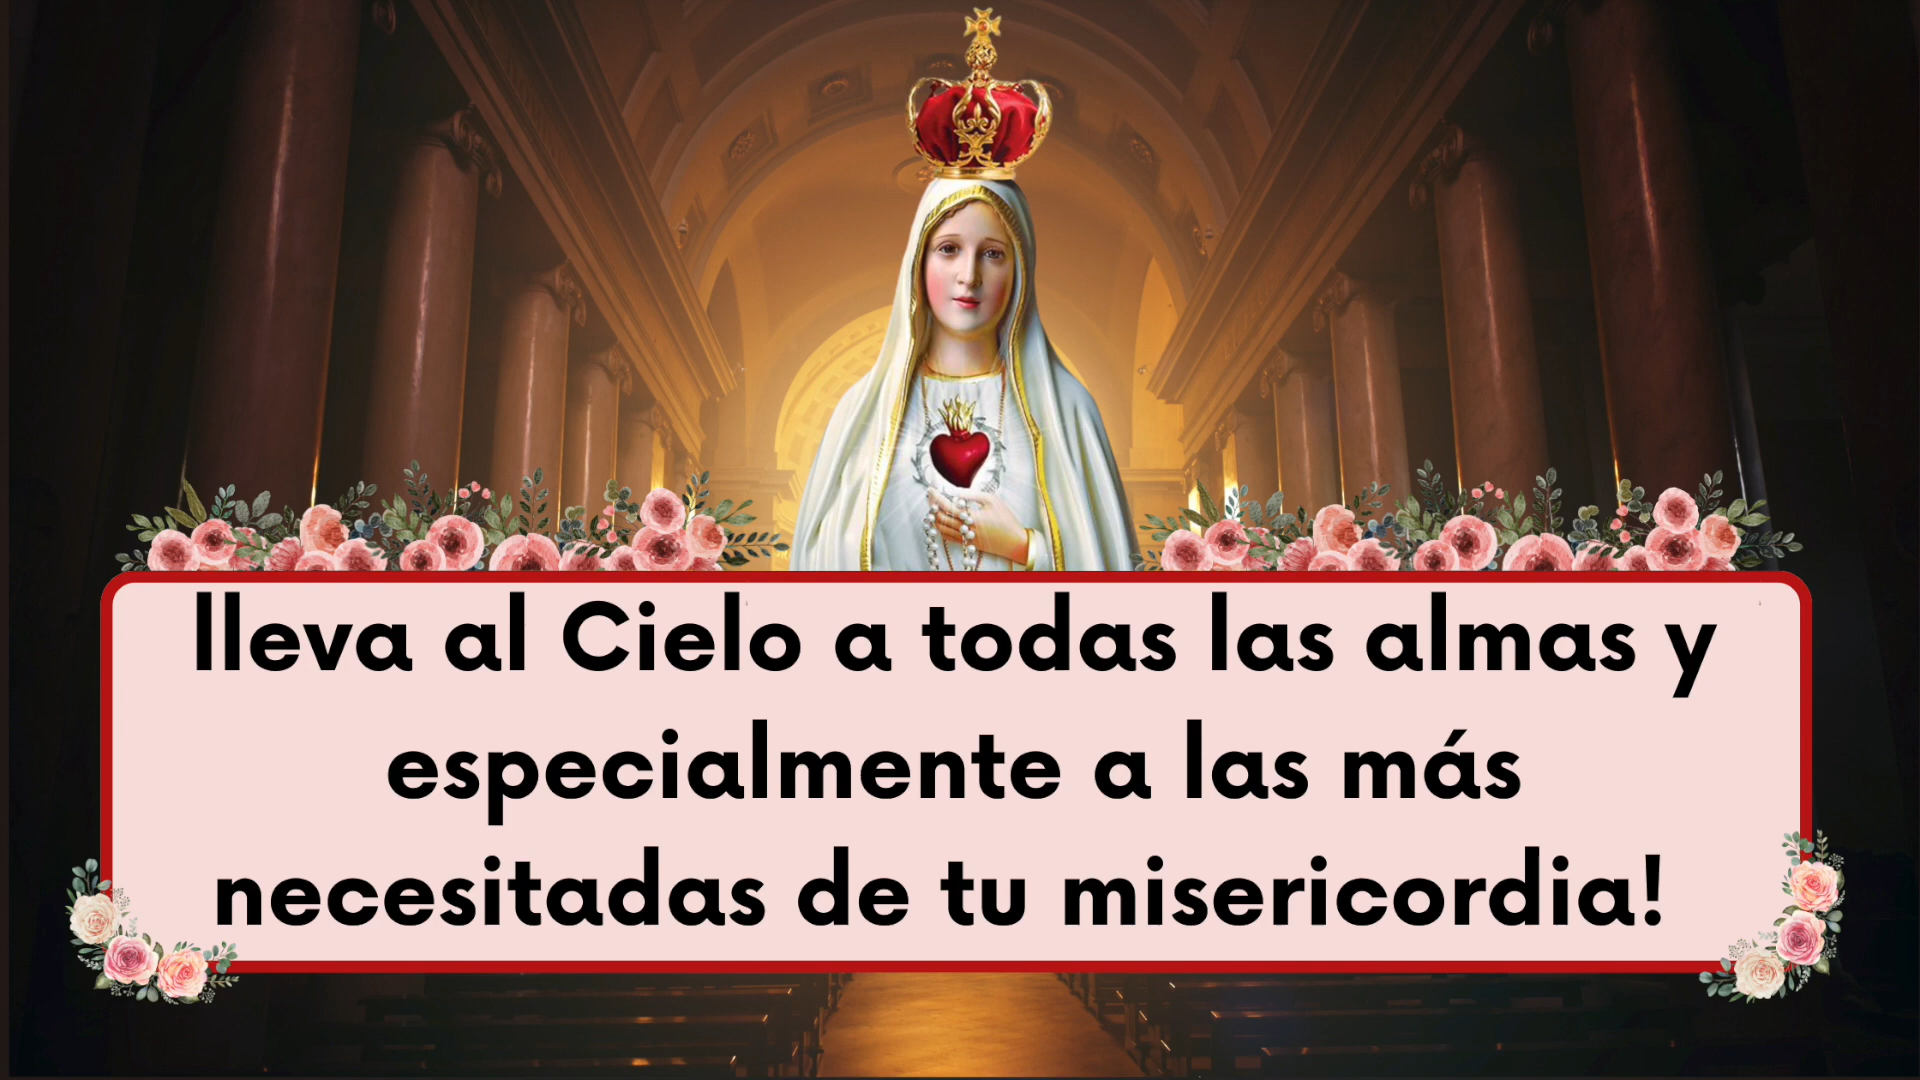 lleva al Cielo a todas las almas y
especialmente a las más
necesitadas de tu misericordia!